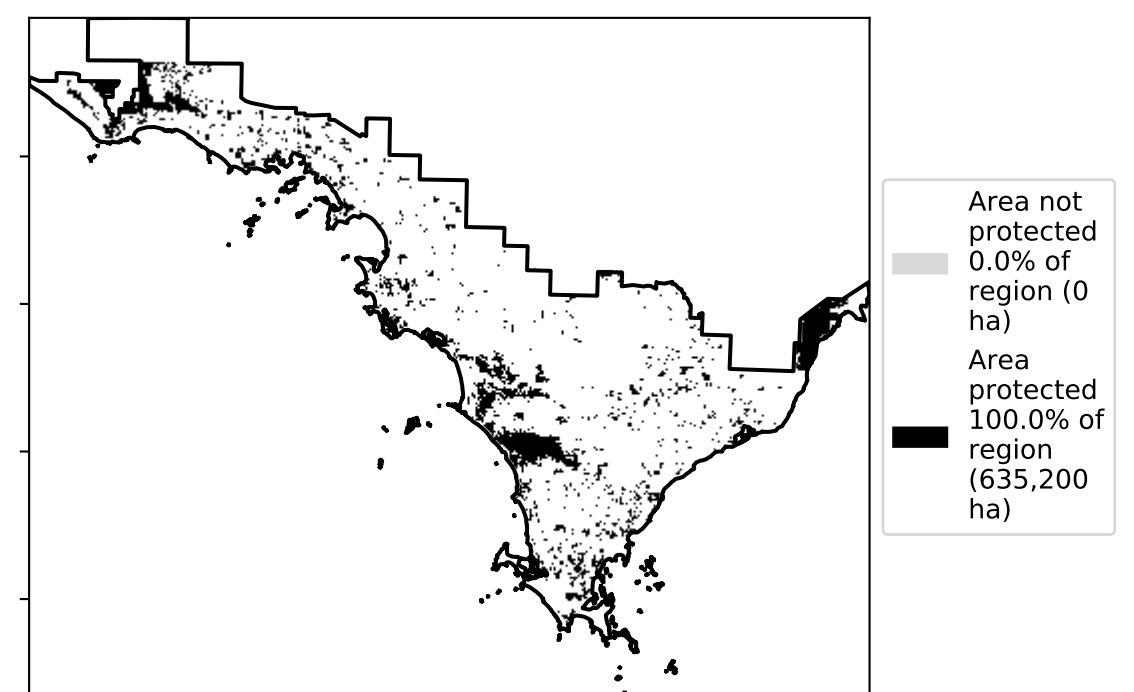 Area not
protected
0.0% of
region (0
ha)
Area
protected
100.0% of
region
(635,200
ha)